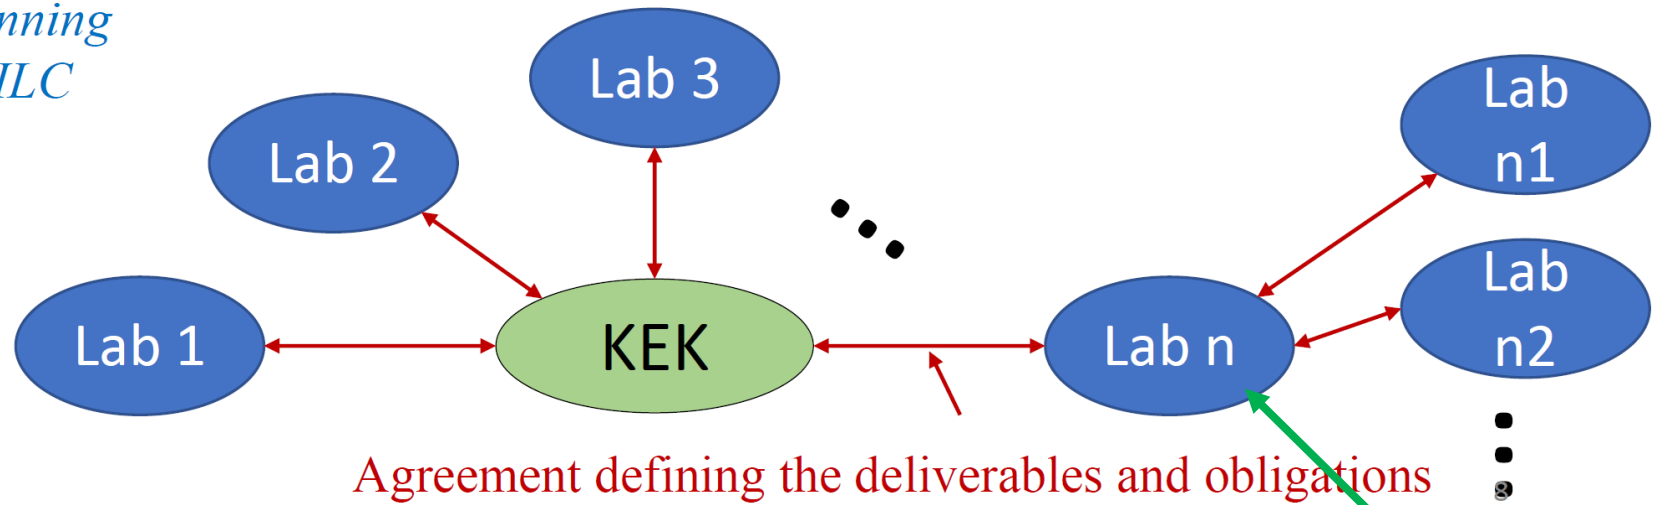 nning
ILC
Lab 3
Lab 2
Lab 1
KEK
Lab n
Lab
n1
Lab
n2
Agreement defining the deliverables and obligations
8